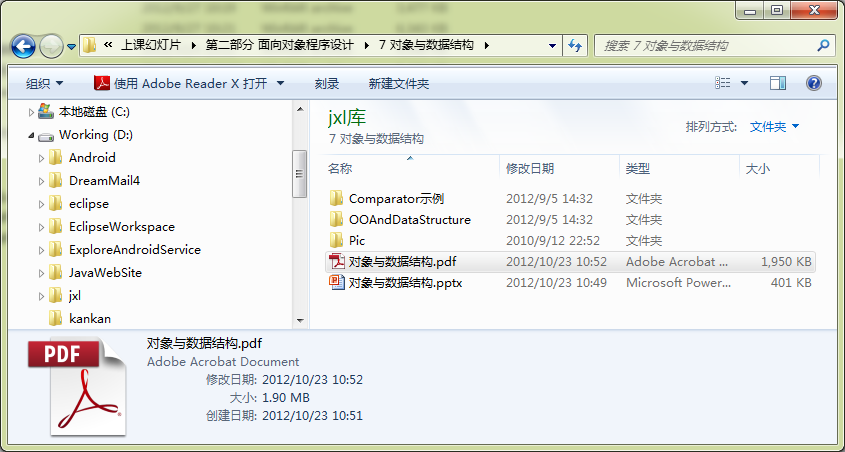 « 上课幻灯片 ▸ 第二部分 面向对象程序设计 ▸ 7 对象与数据结构 ▸
搜索 7 对象与数据结构
组织 使用 Adobe Reader X 打开 刻录 新建文件夹
本地磁盘 (C:)
Working (D:)
Android
DreamMail4
eclipse
EclipseWorkspace
ExploreAndroidService
JavaWebSite
jxl
kankan
jxl库
7 对象与数据结构
排列方式: 文件夹
名称 修改日期 类型 大小
Comparator示例 2012/9/5 14:32 文件夹
OOAndDataStructure 2012/9/5 14:32 文件夹
Pic 2010/9/12 22:52 文件夹
对象与数据结构.pdf 2012/10/23 10:52 Adobe Acrobat ... 1,950 KB
对象与数据结构.pptx 2012/10/23 10:49 Microsoft Power... 401 KB
PDF
对象与数据结构.pdf
Adobe Acrobat Document
修改日期: 2012/10/23 10:52
大小: 1.90 MB
创建日期: 2012/10/23 10:51